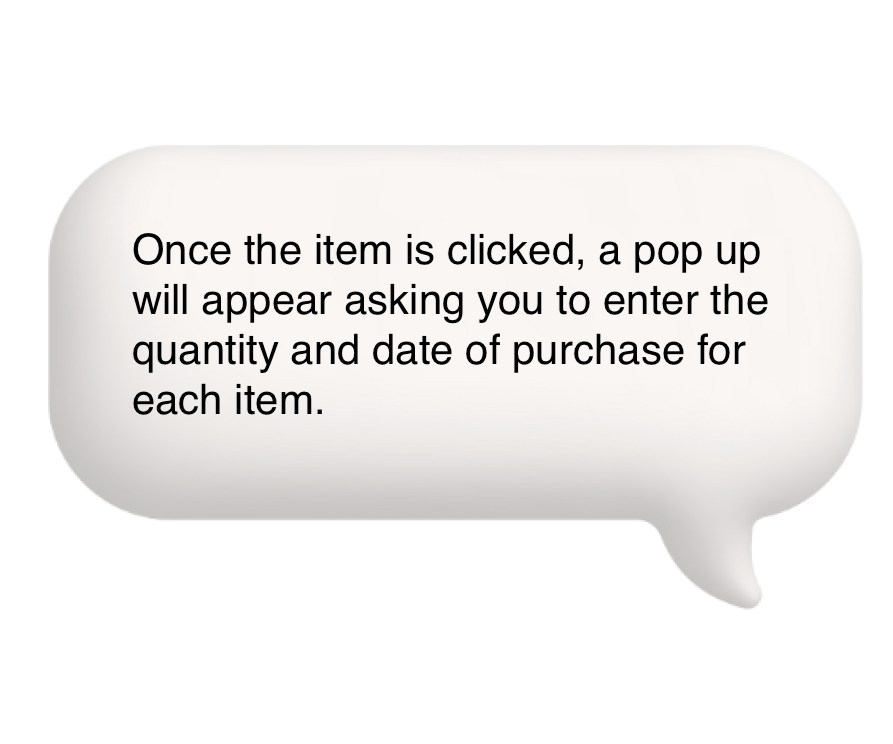 Once the item is clicked, a pop up
will appear asking you to enter the
quantity and date of purchase for
each item.